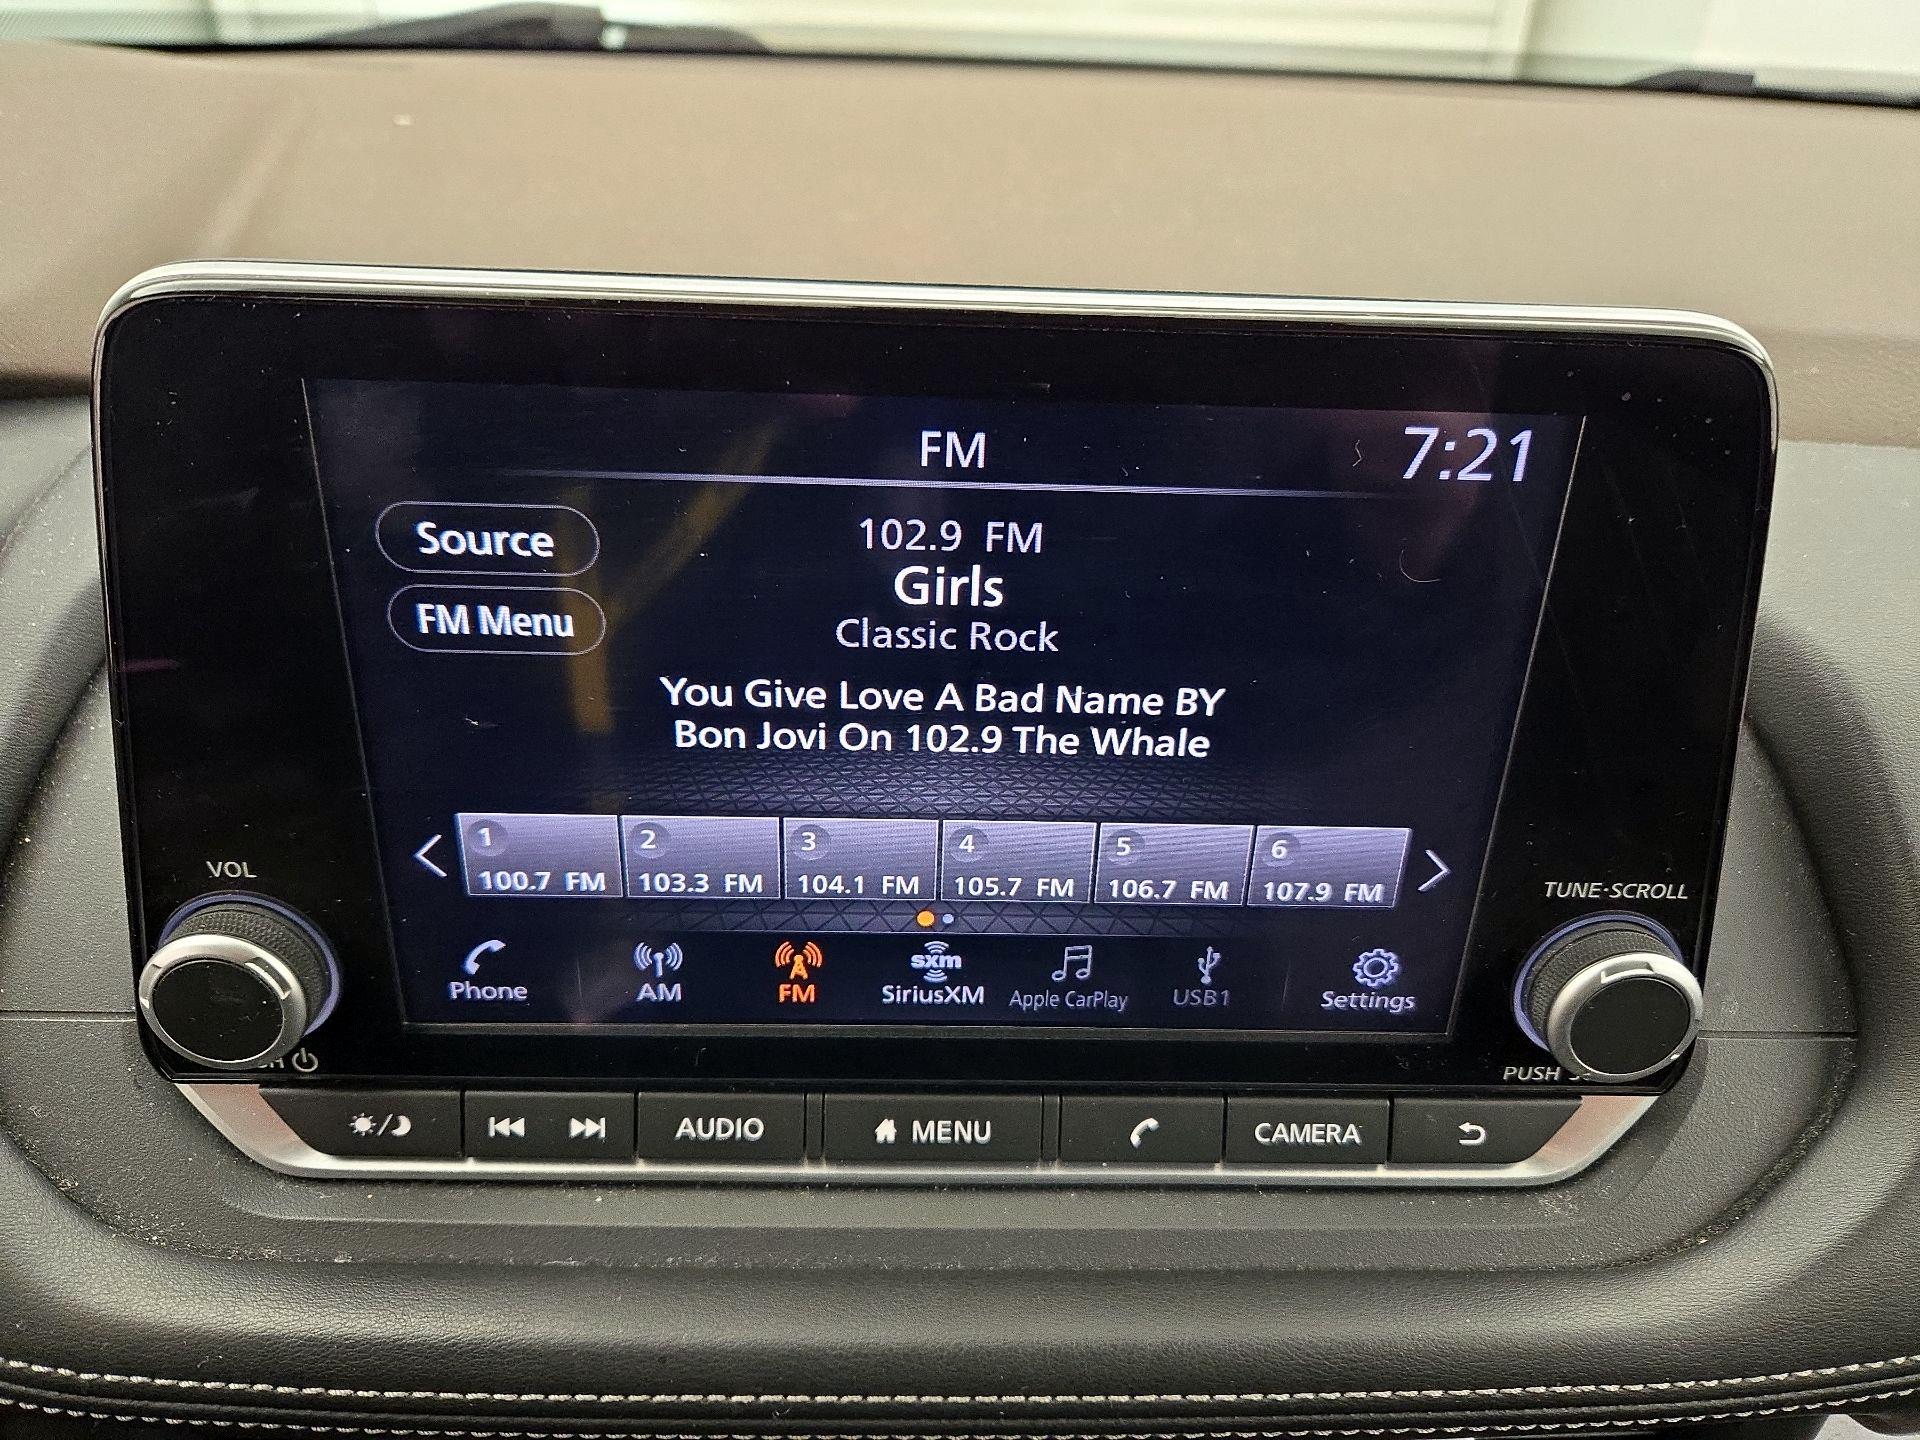 FM
7:21
Source
102.9 FM
Girls
FM Menu
Classic Rock
You Give Love A Bad Name BY
Bon Jovi On 102.9 The Whale
1 2 3 4 5 6
100.7 FM 103.3 FM 104.1 FM 105.7 FM 106.7 FM 107.9 FM
VOL
TUNE·SCROLL
sxm
Phone AM FM SiriusXM Apple CarPlay USB1 Settings
PUSH
AUDIO MENU CAMERA